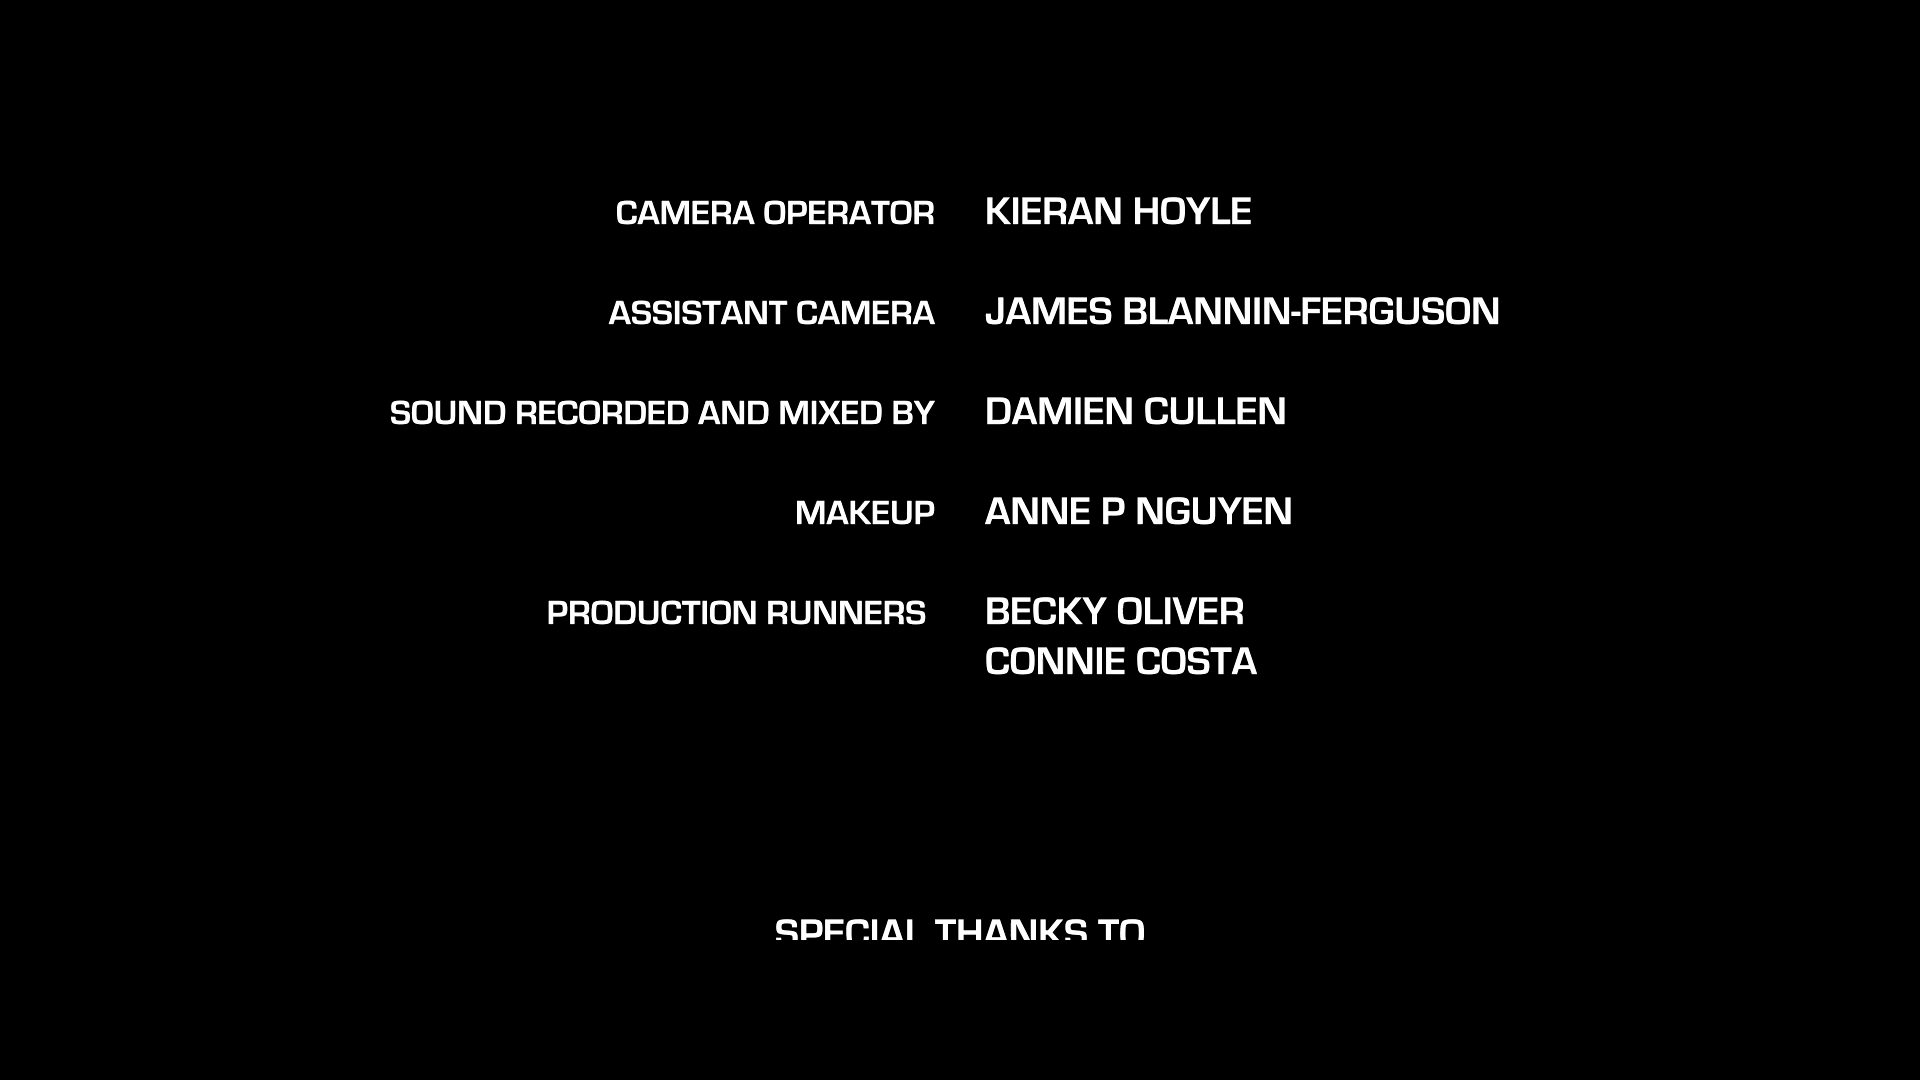 CAMERA OPERATOR KIERAN HOYLE
ASSISTANT CAMERA JAMES BLANNIN-FERGUSON
SOUND RECORDED AND MIXED BY DAMIEN CULLEN
MAKEUP ANNE P NGUYEN
PRODUCTION RUNNERS BECKY OLIVER
CONNIE COSTA
SPECIAL THANKS TO